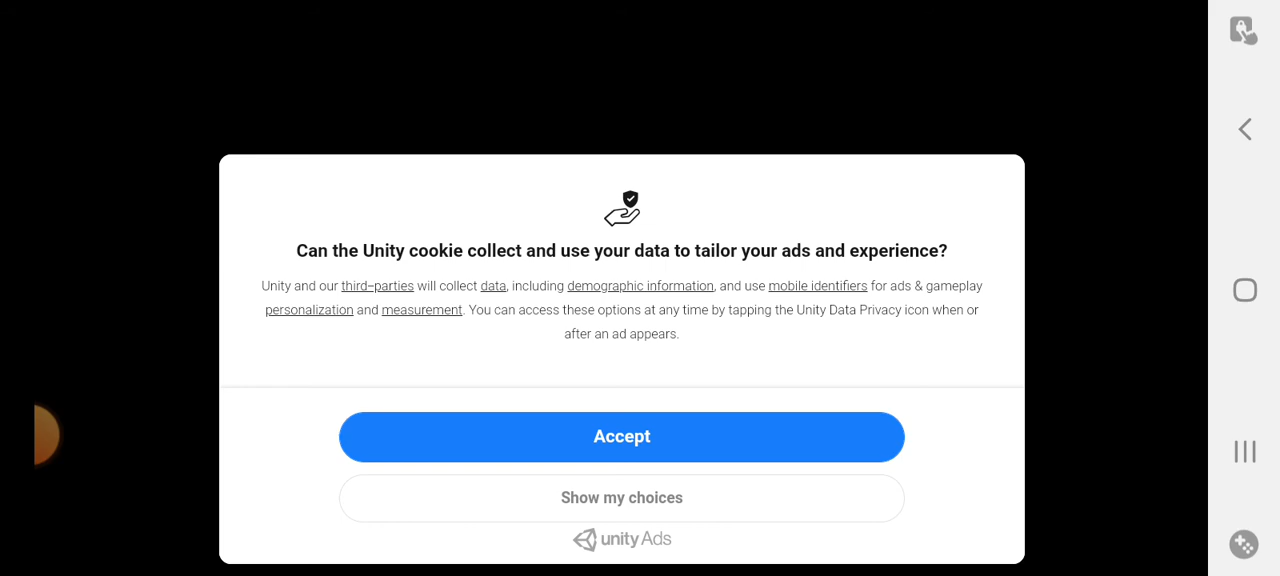 Can the Unity cookie collect and use your data to tailor your ads and experience?
Unity and our third-parties will collect data, including demographic information, and use mobile identifiers for ads & gameplay
personalization and measurement. You can access these options at any time by tapping the Unity Data Privacy icon when or
after an ad appears.
Accept
Show my choices
unity Ads